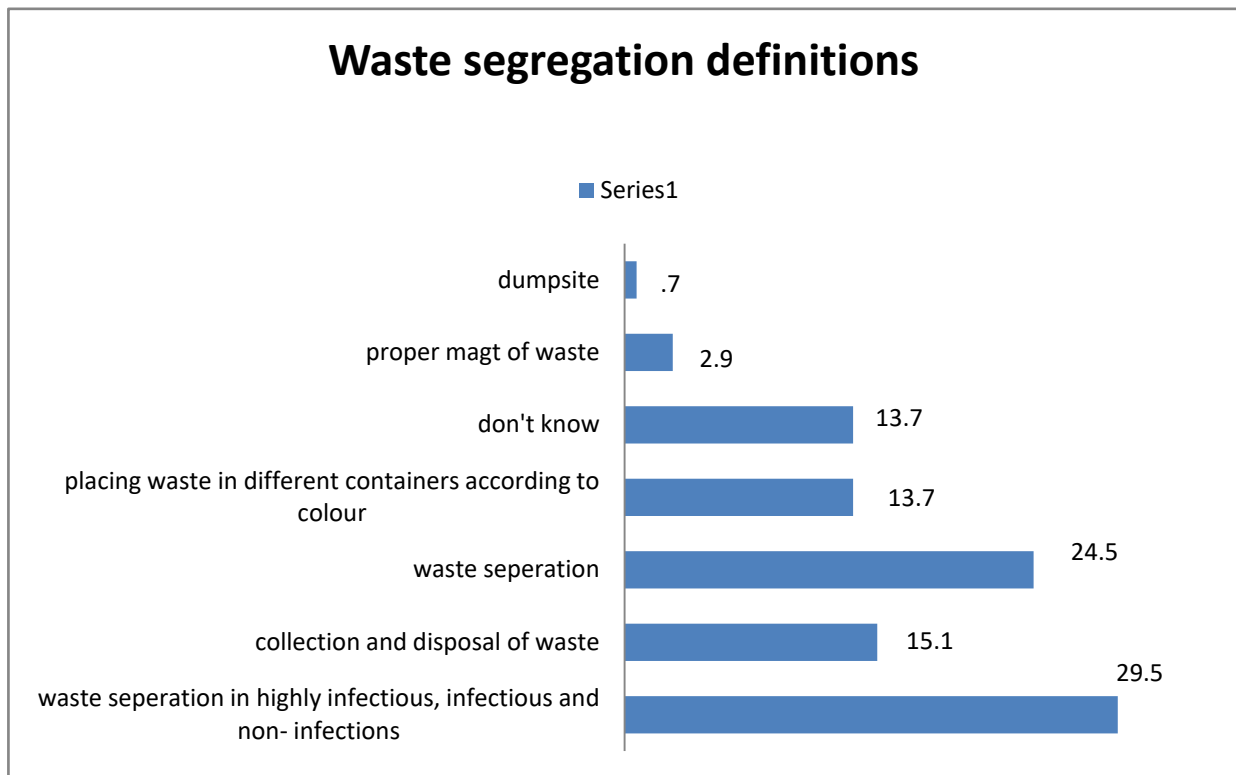 Waste segregation definitions
Series1
dumpsite
.7
proper magt of waste
2.9
don't know
13.7
placing waste in different containers according to
colour
13.7
waste seperation
24.5
collection and disposal of waste
15.1
waste seperation in highly infectious, infectious and
non- infections
29.5